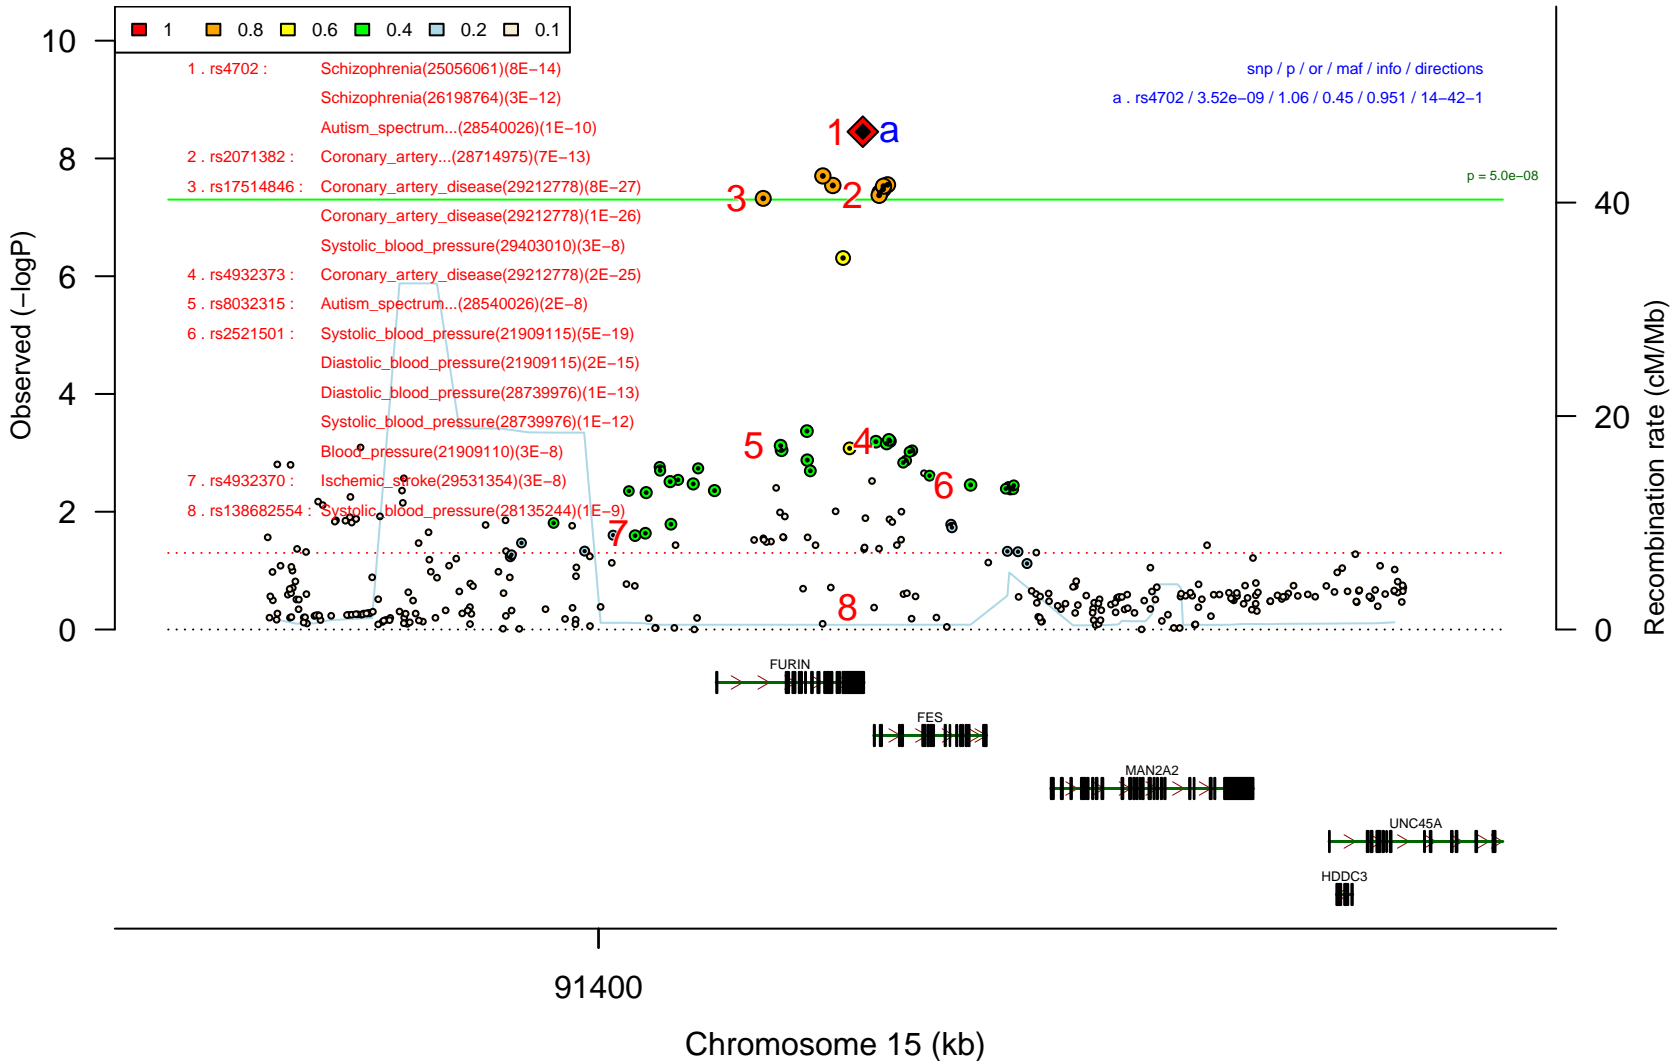 1 0.8 0.6 0.4 0.2 0.1
1 . rs4702 : Schizophrenia(25056061)(8E−14)
Schizophrenia(26198764)(3E−12)
Autism_spectrum...(28540026)(1E−10)
2 . rs2071382 : Coronary_artery...(28714975)(7E−13)
3 . rs17514846 : Coronary_artery_disease(29212778)(8E−27)
Coronary_artery_disease(29212778)(1E−26)
Systolic_blood_pressure(29403010)(3E−8)
4 . rs4932373 : Coronary_artery_disease(29212778)(2E−25)
5 . rs8032315 : Autism_spectrum...(28540026)(2E−8)
6 . rs2521501 : Systolic_blood_pressure(21909115)(5E−19)
Diastolic_blood_pressure(21909115)(2E−15)
Diastolic_blood_pressure(28739976)(1E−13)
Systolic_blood_pressure(28739976)(1E−12)
Blood_pressure(21909110)(3E−8)
7 . rs4932370 : Ischemic_stroke(29531354)(3E−8)
8 . rs138682554 : Systolic_blood_pressure(28135244)(1E−9)
snp / p / or / maf / info / directions
a . rs4702 / 3.52e−09 / 1.06 / 0.45 / 0.951 / 14−42−1
p = 5.0e−08
1 a
3 2
5 4
6
7
8
10
8
6
4
2
0
Observed (−logP)
40
20
0
Recombination rate (cM/Mb)
FURIN
FES
MAN2A2
UNC45A
HDDC3
91400
Chromosome 15 (kb)